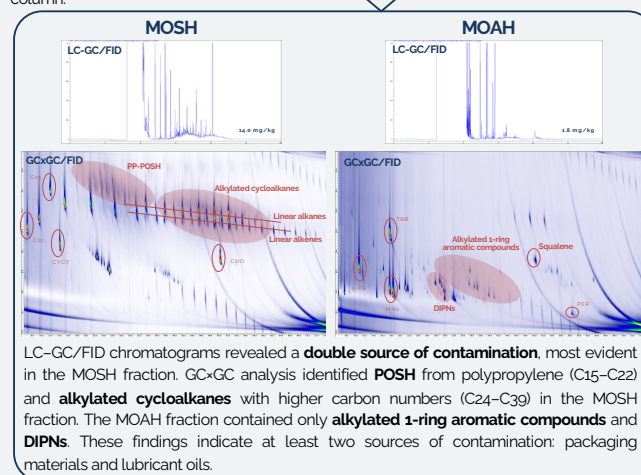 column.
MOSH
MOAH
LC-GC/FID
14.0 mg/kg
LC-GC/FID
1.8 mg/kg
GCxGC/FID
PP-POSH
Alkylated cycloalkanes
Linear alkanes
Linear alkenes
C11
CYCY
CHO
GCxGC/FID
TBB
Alkylated 1-ring
aromatic compounds
Squalene
MNs
DIPNs
PER
LC–GC/FID chromatograms revealed a double source of contamination, most evident
in the MOSH fraction. GC×GC analysis identified POSH from polypropylene (C15–C22)
and alkylated cycloalkanes with higher carbon numbers (C24–C39) in the MOSH
fraction. The MOAH fraction contained only alkylated 1-ring aromatic compounds and
DIPNs. These findings indicate at least two sources of contamination: packaging
materials and lubricant oils.